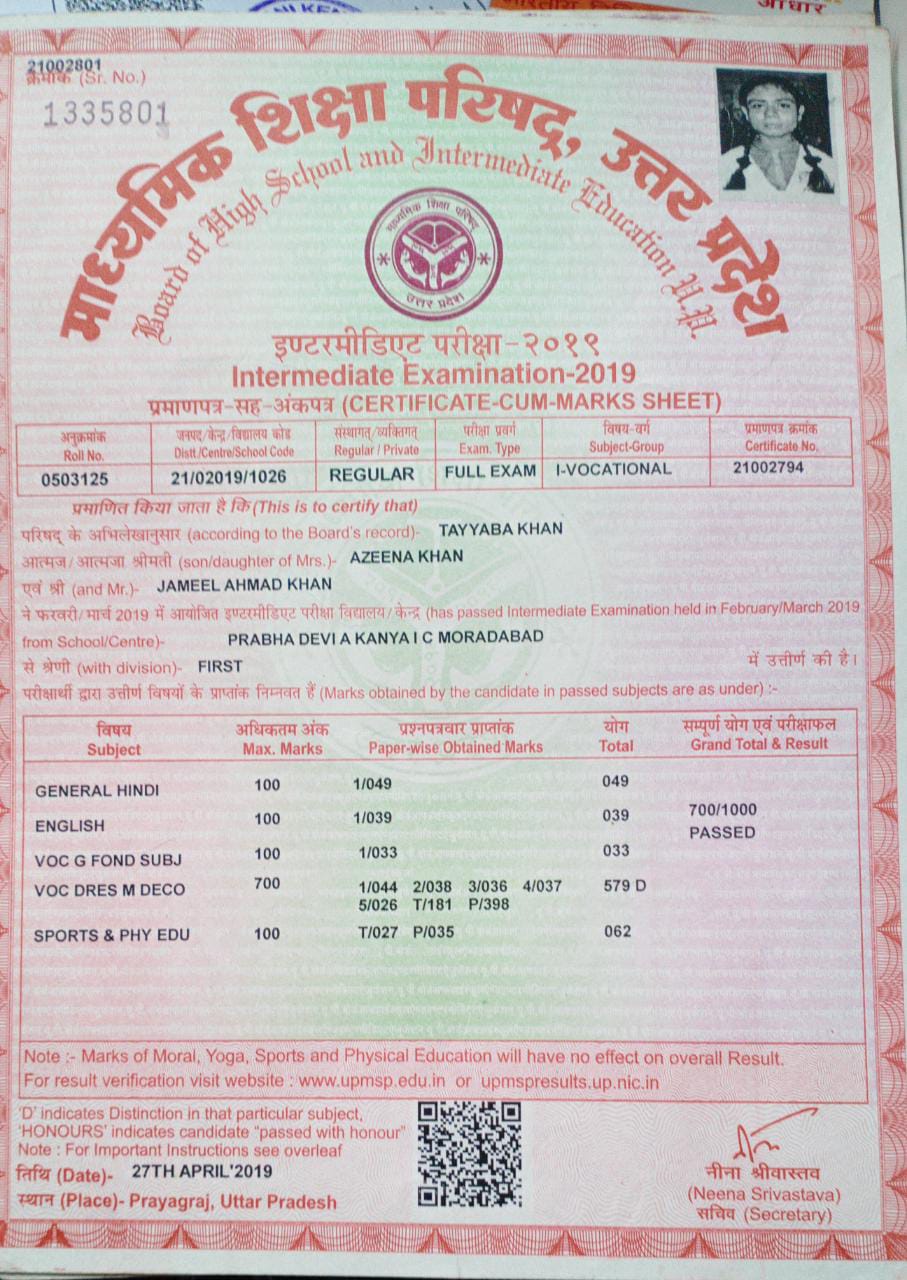 आधार
21002801
क्रमांक (Sr. No.)
1335801
माध्यमिक शिक्षा परिषद्, उत्तर प्रदेश
Board of High School and Intermediate Education U.P.
माध्यमिक शिक्षा परिषद्
उत्तर प्रदेश
इण्टरमीडिएट परीक्षा-२०१९
Intermediate Examination-2019
प्रमाणपत्र-सह-अंकपत्र (CERTIFICATE-CUM-MARKS SHEET)
अनुक्रमांक जनपद/केन्द्र/विद्यालय कोड संस्थागत/व्यक्तिगत परीक्षा प्रवर्ग विषय-वर्ग प्रमाणपत्र क्रमांक
Roll No. Distt./Centre/School Code Regular / Private Exam. Type Subject-Group Certificate No.
0503125 21/02019/1026 REGULAR FULL EXAM I-VOCATIONAL 21002794
प्रमाणित किया जाता है कि (This is to certify that)
परिषद् के अभिलेखानुसार (according to the Board's record)- TAYYABA KHAN
आत्मज/आत्मजा श्रीमती (son/daughter of Mrs.)- AZEENA KHAN
एवं श्री (and Mr.)- JAMEEL AHMAD KHAN
ने फरवरी/मार्च 2019 में आयोजित इण्टरमीडिएट परीक्षा विद्यालय/केन्द्र (has passed Intermediate Examination held in February/March 2019
from School/Centre)- PRABHA DEVI A KANYA I C MORADABAD
से श्रेणी (with division)- FIRST में उत्तीर्ण की है।
परीक्षार्थी द्वारा उत्तीर्ण विषयों के प्राप्तांक निम्नवत हैं (Marks obtained by the candidate in passed subjects are as under) :-
विषय अधिकतम अंक प्रश्नपत्रवार प्राप्तांक योग सम्पूर्ण योग एवं परीक्षाफल
Subject Max. Marks Paper-wise Obtained Marks Total Grand Total & Result
GENERAL HINDI 100 1/049 049
ENGLISH 100 1/039 039 700/1000
PASSED
VOC G FOND SUBJ 100 1/033 033
VOC DRES M DECO 700 1/044 2/038 3/036 4/037 579 D
5/026 T/181 P/398
SPORTS & PHY EDU 100 T/027 P/035 062
Note :- Marks of Moral, Yoga, Sports and Physical Education will have no effect on overall Result.
For result verification visit website : www.upmsp.edu.in or upmspresults.up.nic.in
'D' indicates Distinction in that particular subject,
'HONOURS' indicates candidate "passed with honour"
Note : For Important Instructions see overleaf
तिथि (Date)- 27TH APRIL'2019
स्थान (Place)- Prayagraj, Uttar Pradesh
नीना श्रीवास्तव
(Neena Srivastava)
सचिव (Secretary)